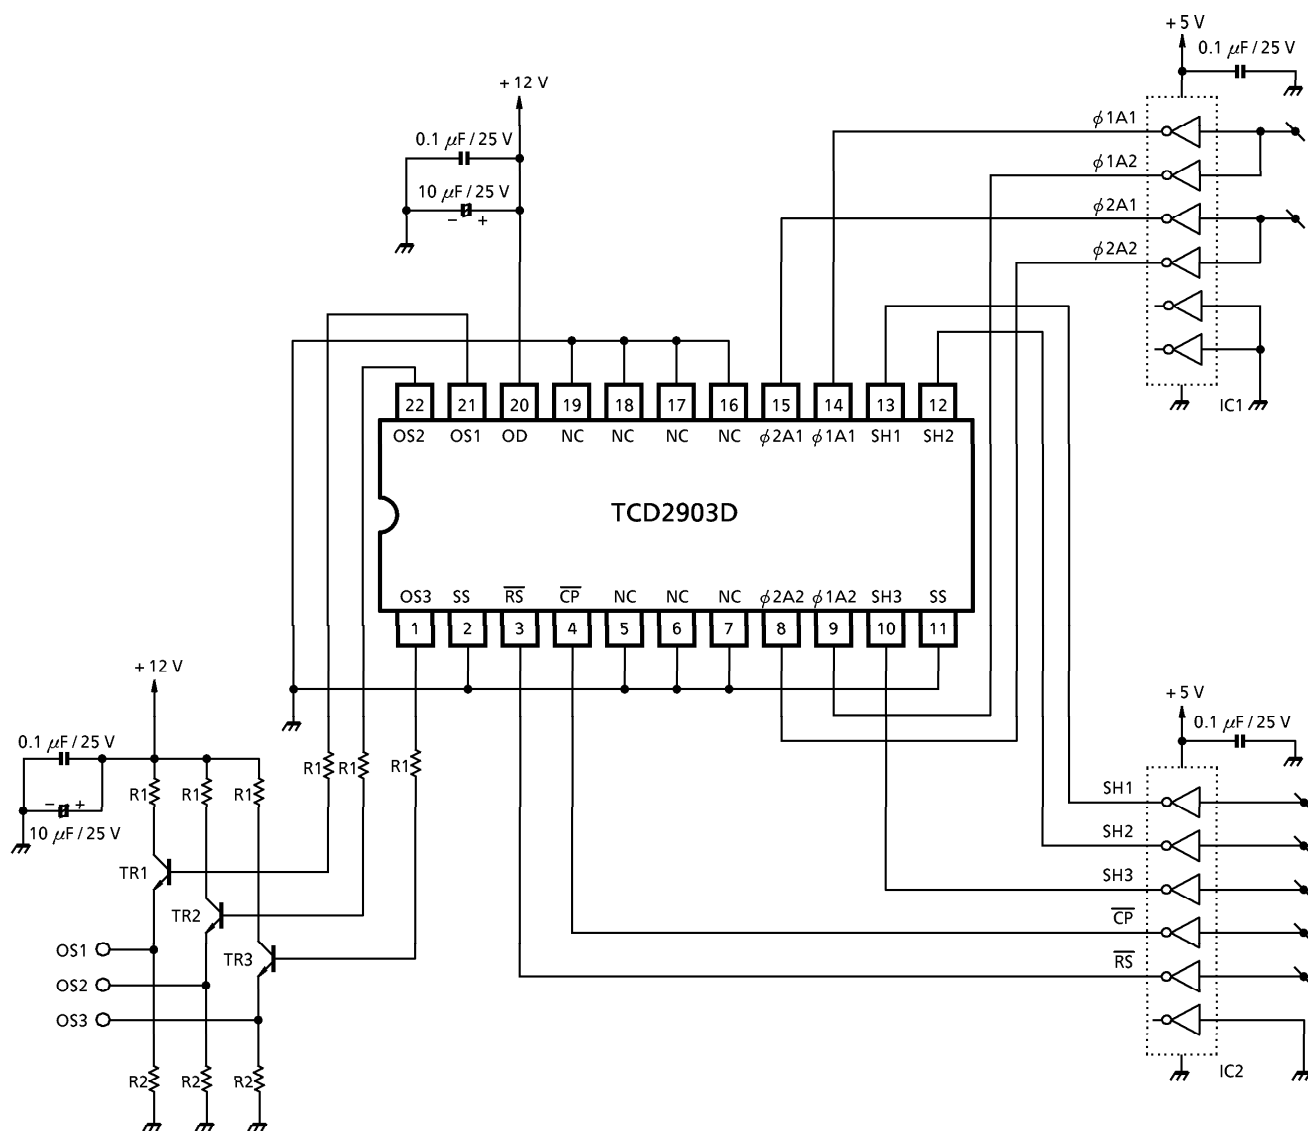 + 5 V
0.1 μF / 25 V
+ 12 V
0.1 μF / 25 V
10 μF / 25 V
− +
ϕ1A1
ϕ1A2
ϕ2A1
ϕ2A2
IC1
22 21 20 19 18 17 16 15 14 13 12
OS2 OS1 OD NC NC NC NC ϕ2A1 ϕ1A1 SH1 SH2
TCD2903D
OS3 SS R̅S̅ C̅P̅ NC NC NC ϕ2A2 ϕ1A2 SH3 SS
1 2 3 4 5 6 7 8 9 10 11
+ 12 V
0.1 μF / 25 V
− +
10 μF / 25 V
R1 R1 R1
R1 R1 R1
TR1
TR2
TR3
OS1
OS2
OS3
R2 R2 R2
+ 5 V
0.1 μF / 25 V
SH1
SH2
SH3
C̅P̅
R̅S̅
IC2